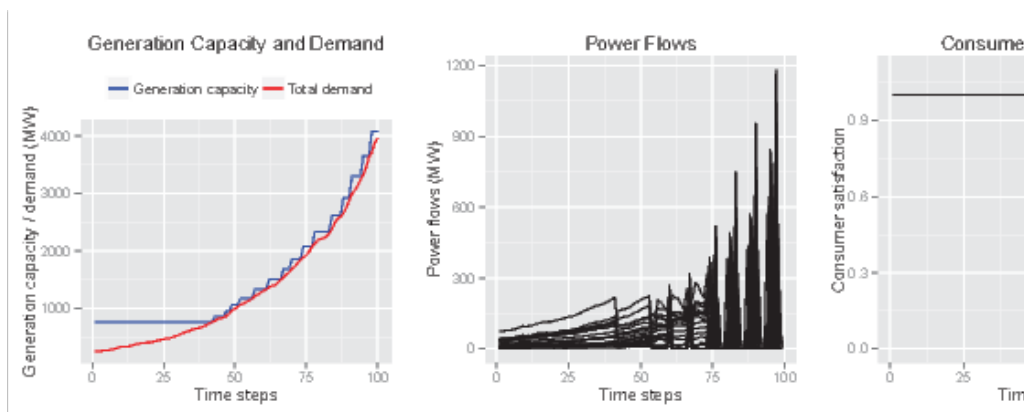 Generation Capacity and Demand
Generation capacity Total demand
Generation capacity / demand (MW)
4000
3000
2000
1000
0 25 50 75 100
Time steps
Power Flows
Power flows (MW)
1200
900
600
300
0
0 25 50 75 100
Time steps
Consume
Consumer satisfaction
0.9
0.6
0.3
0.0
0 25
Tim